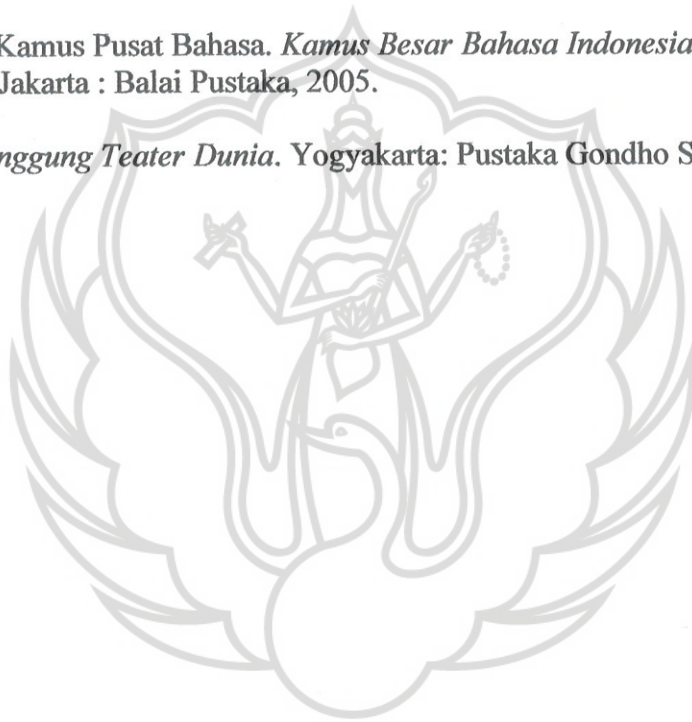 Kamus Pusat Bahasa. Kamus Besar Bahasa Indonesia
Jakarta : Balai Pustaka, 2005.
nggung Teater Dunia. Yogyakarta: Pustaka Gondho S